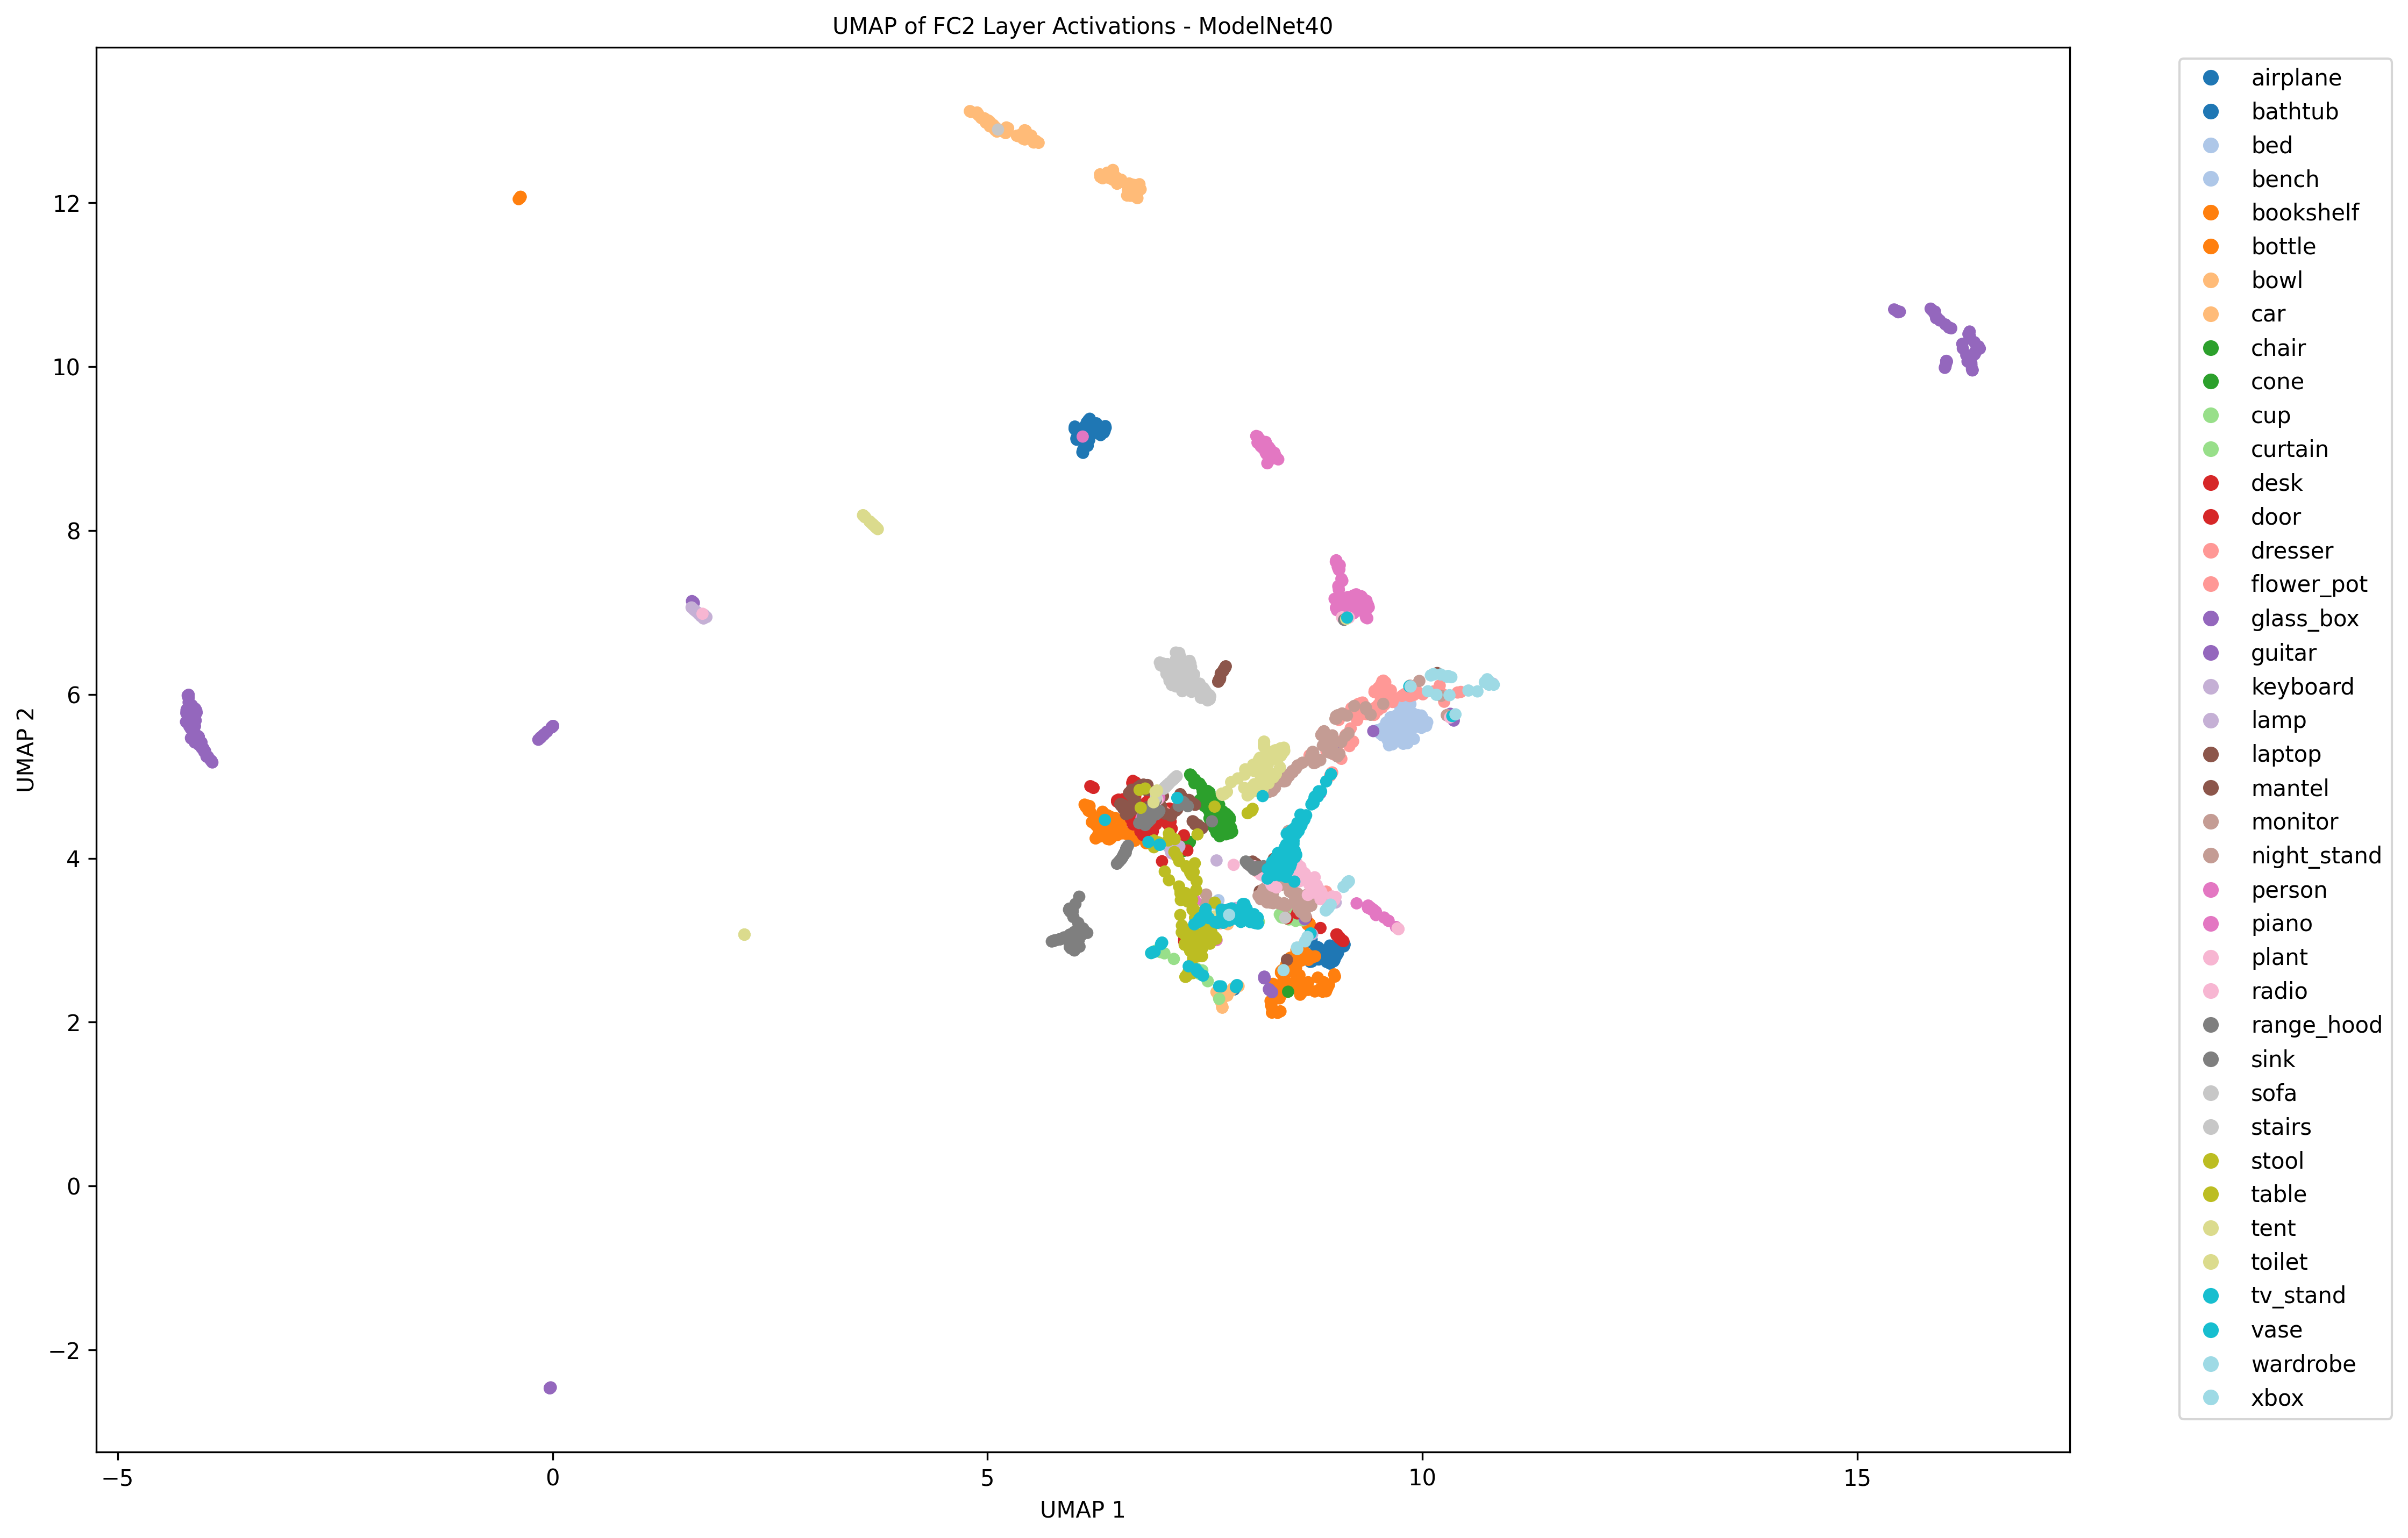 UMAP of FC2 Layer Activations - ModelNet40
UMAP 2
12
10
8
6
4
2
0
−2
−5
0
5
10
15
UMAP 1
airplane
bathtub
bed
bench
bookshelf
bottle
bowl
car
chair
cone
cup
curtain
desk
door
dresser
flower_pot
glass_box
guitar
keyboard
lamp
laptop
mantel
monitor
night_stand
person
piano
plant
radio
range_hood
sink
sofa
stairs
stool
table
tent
toilet
tv_stand
vase
wardrobe
xbox